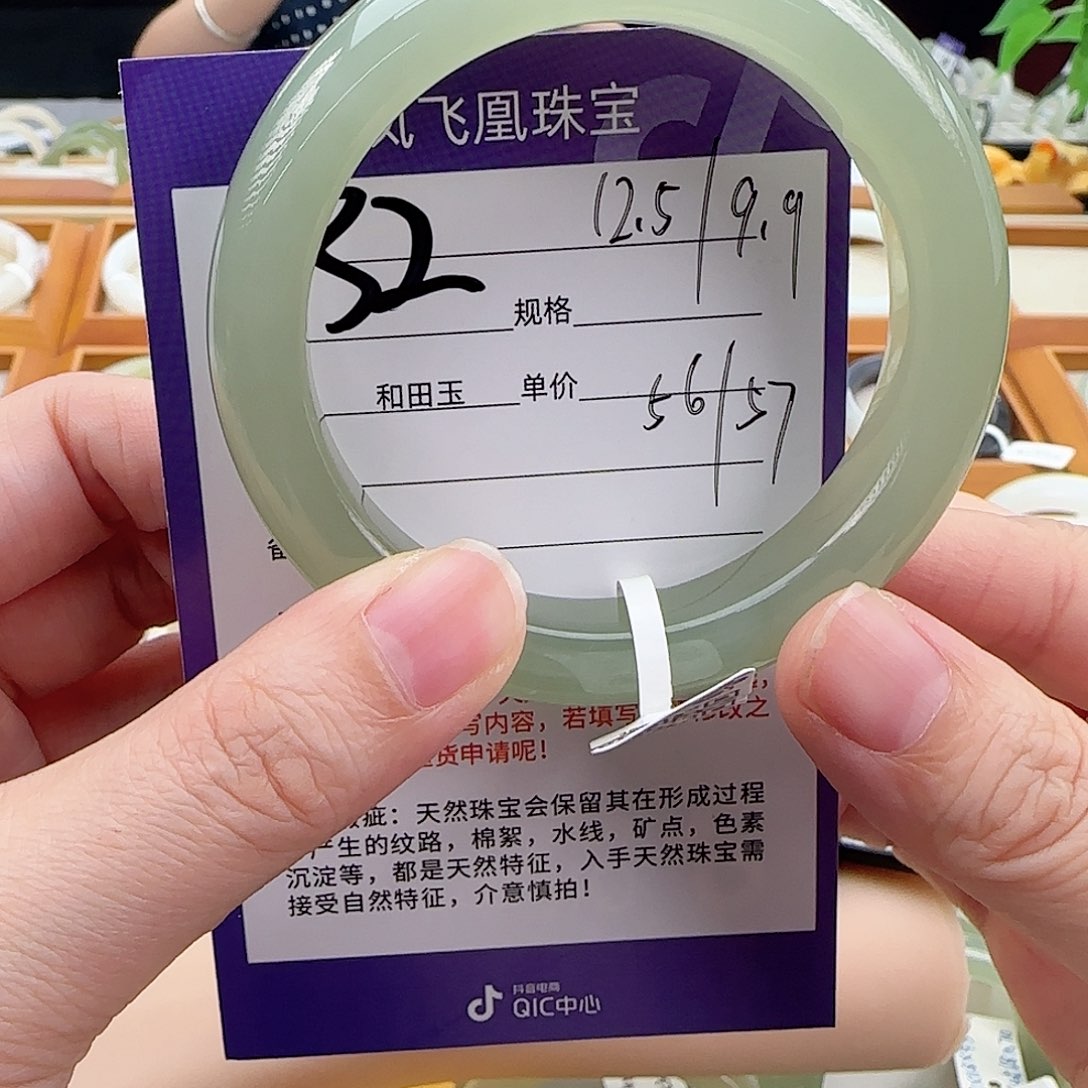 飞凰珠宝
32 12.5/9.9
规格
和田玉 单价 56/57
写内容，若填写
货申请呢！
疵：天然珠宝会保留其在形成过程
产生的纹路，棉絮，水线，矿点，色素
沉淀等，都是天然特征，入手天然珠宝需
接受自然特征，介意慎拍！
抖音电商
QIC中心